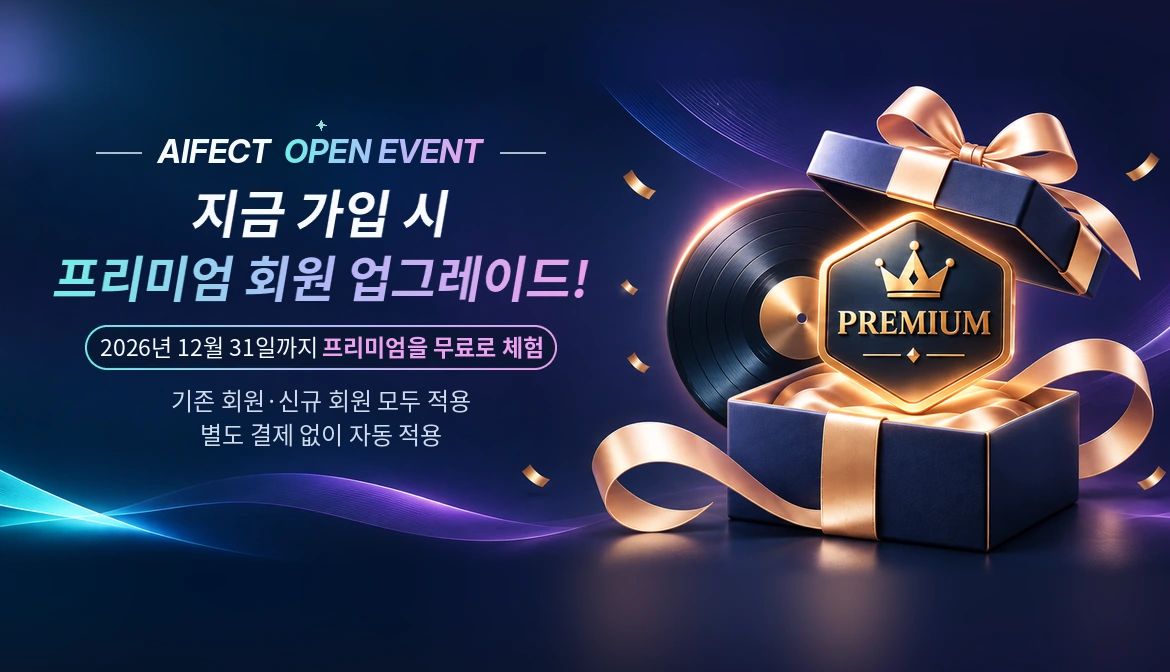 AIFECT OPEN EVENT
지금 가입 시
프리미엄 회원 업그레이드!
2026년 12월 31일까지 프리미엄을 무료로 체험
기존 회원·신규 회원 모두 적용
별도 결제 없이 자동 적용
PREMIUM